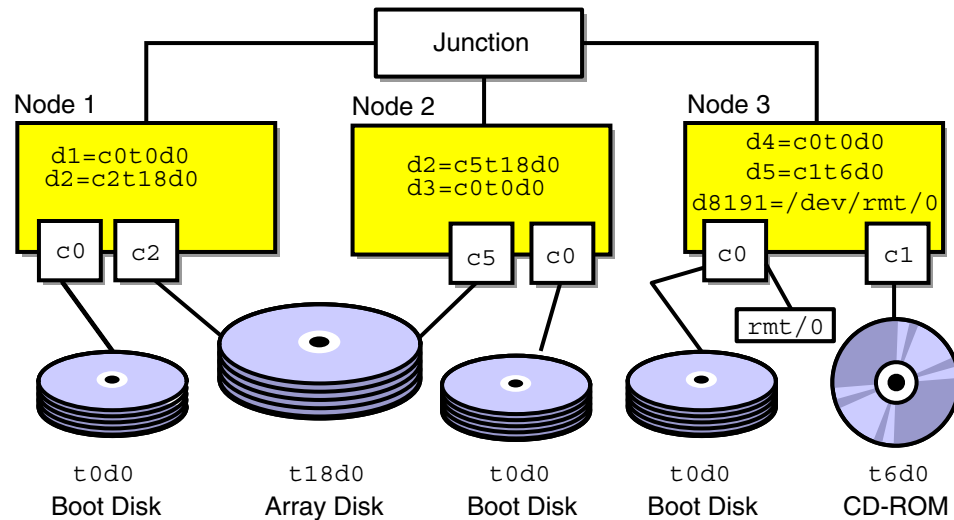 Junction
Node 1
Node 2
Node 3
d1=c0t0d0
d2=c2t18d0
d2=c5t18d0
d3=c0t0d0
d4=c0t0d0
d5=c1t6d0
d8191=/dev/rmt/0
c0
c2
c5
c0
c0
c1
rmt/0
t0d0
Boot Disk
t18d0
Array Disk
t0d0
Boot Disk
t0d0
Boot Disk
t6d0
CD-ROM